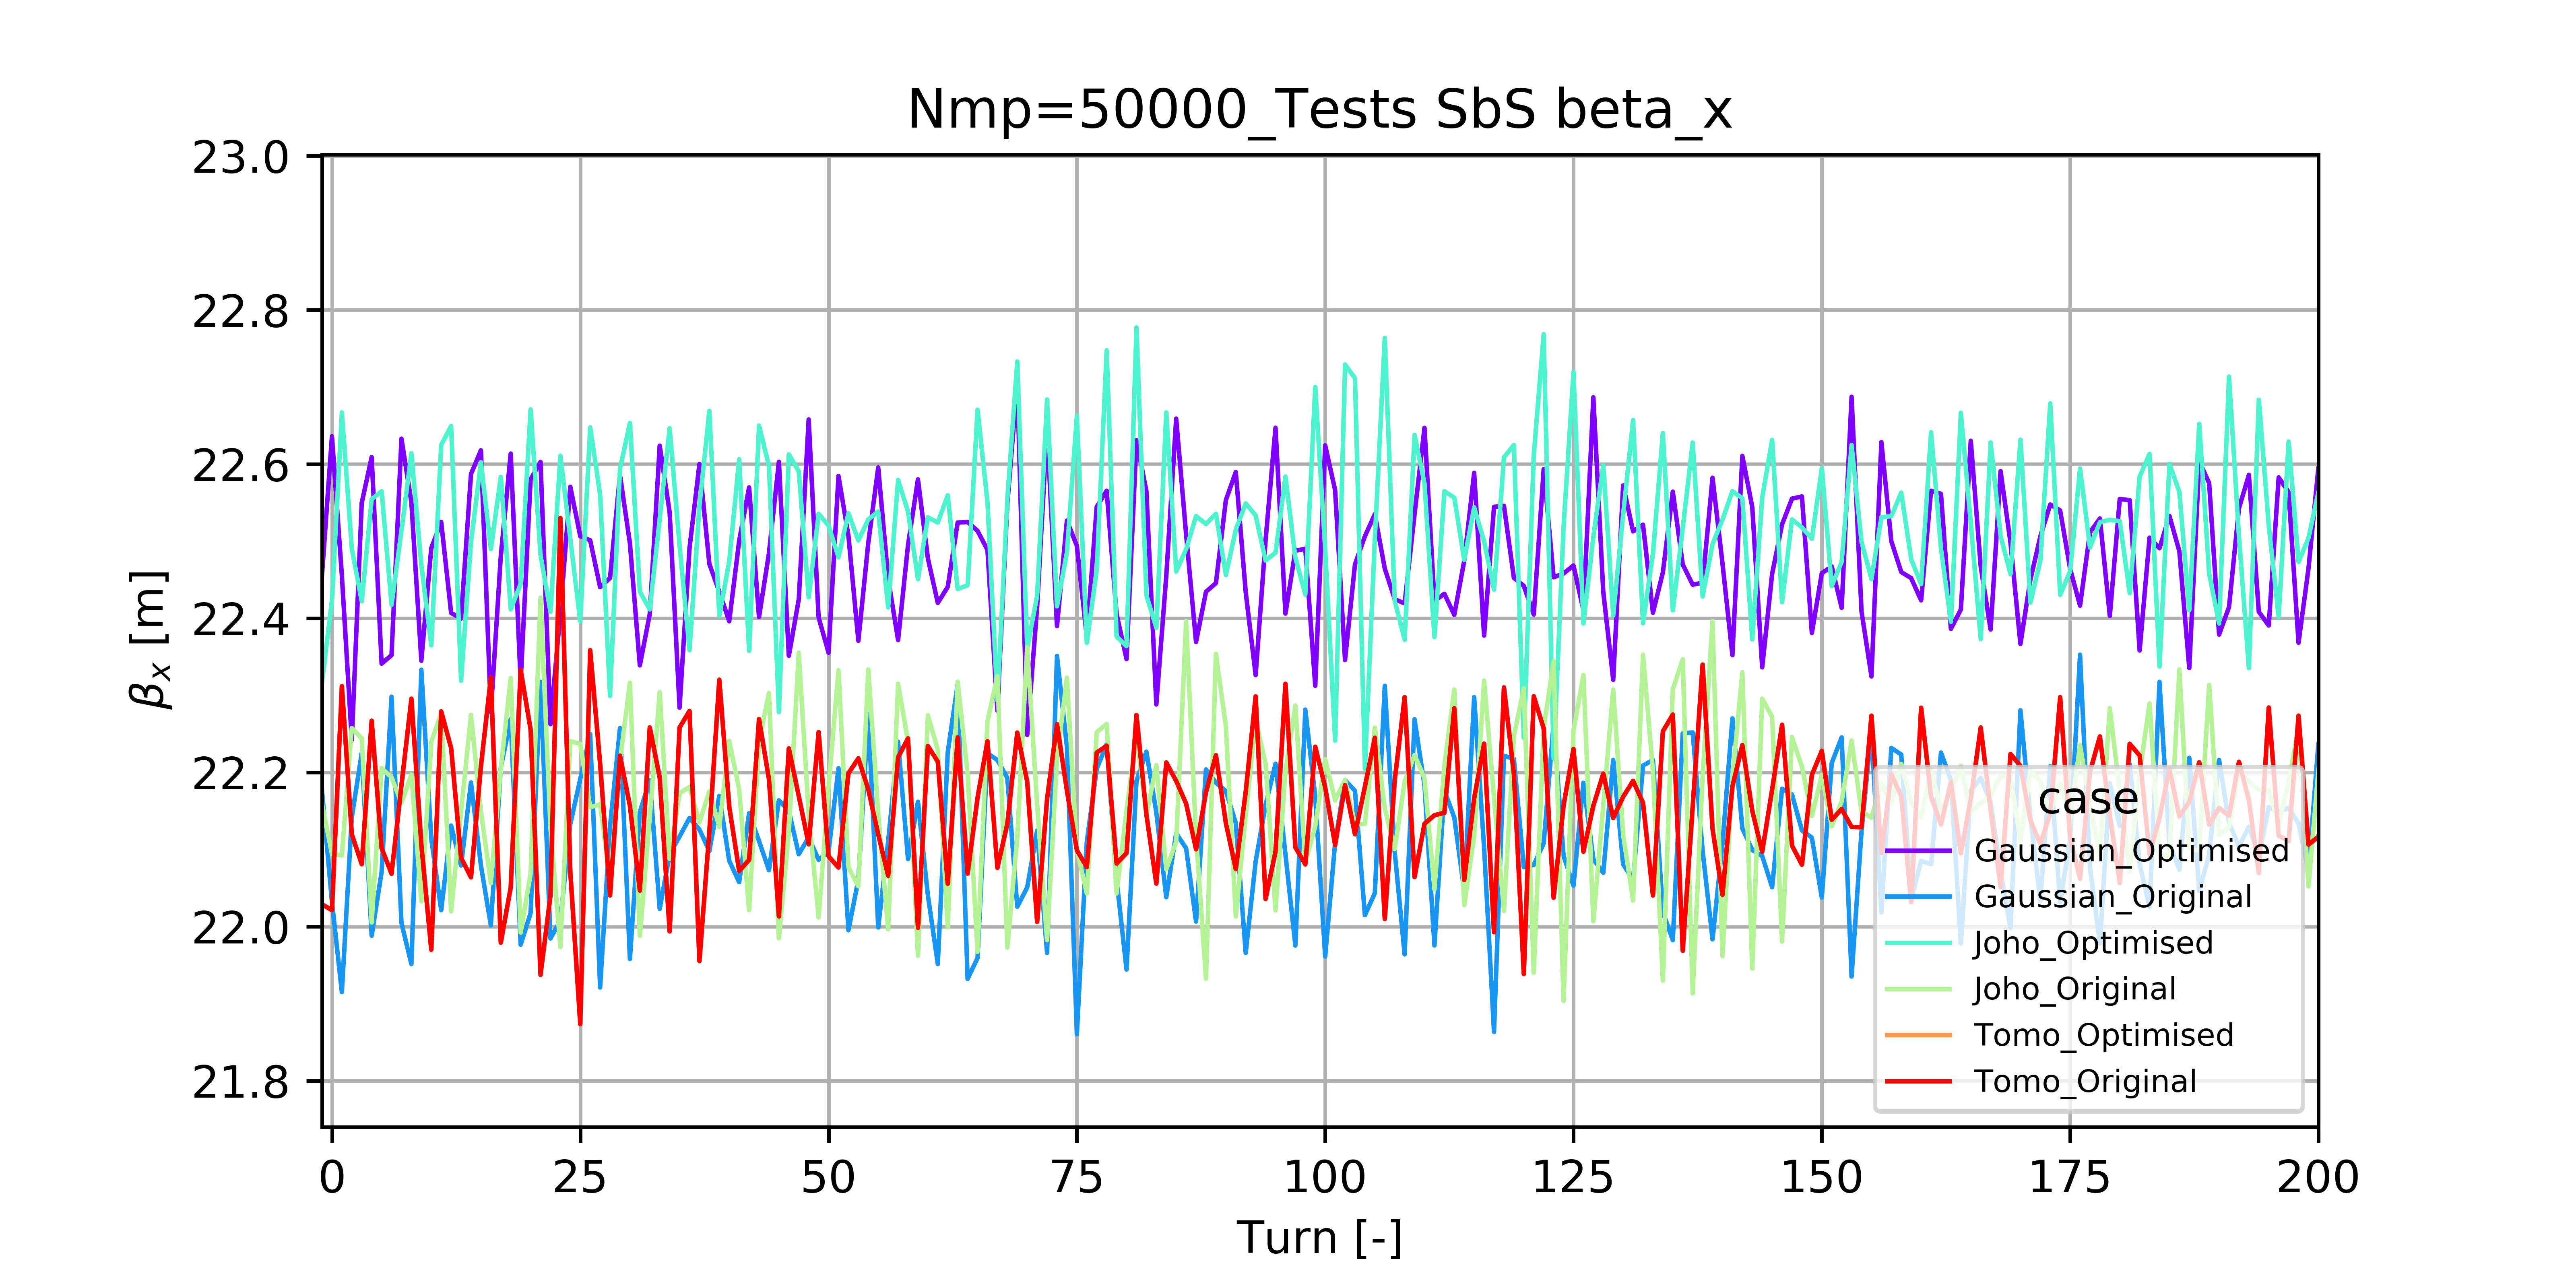 Nmp=50000_Tests SbS beta_x
23.0
22.8
22.6
22.4
22.2
22.0
21.8
βx [m]
case
Gaussian_Optimised
Gaussian_Original
Joho_Optimised
Joho_Original
Tomo_Optimised
Tomo_Original
0 25 50 75 100 125 150 175 200
Turn [-]